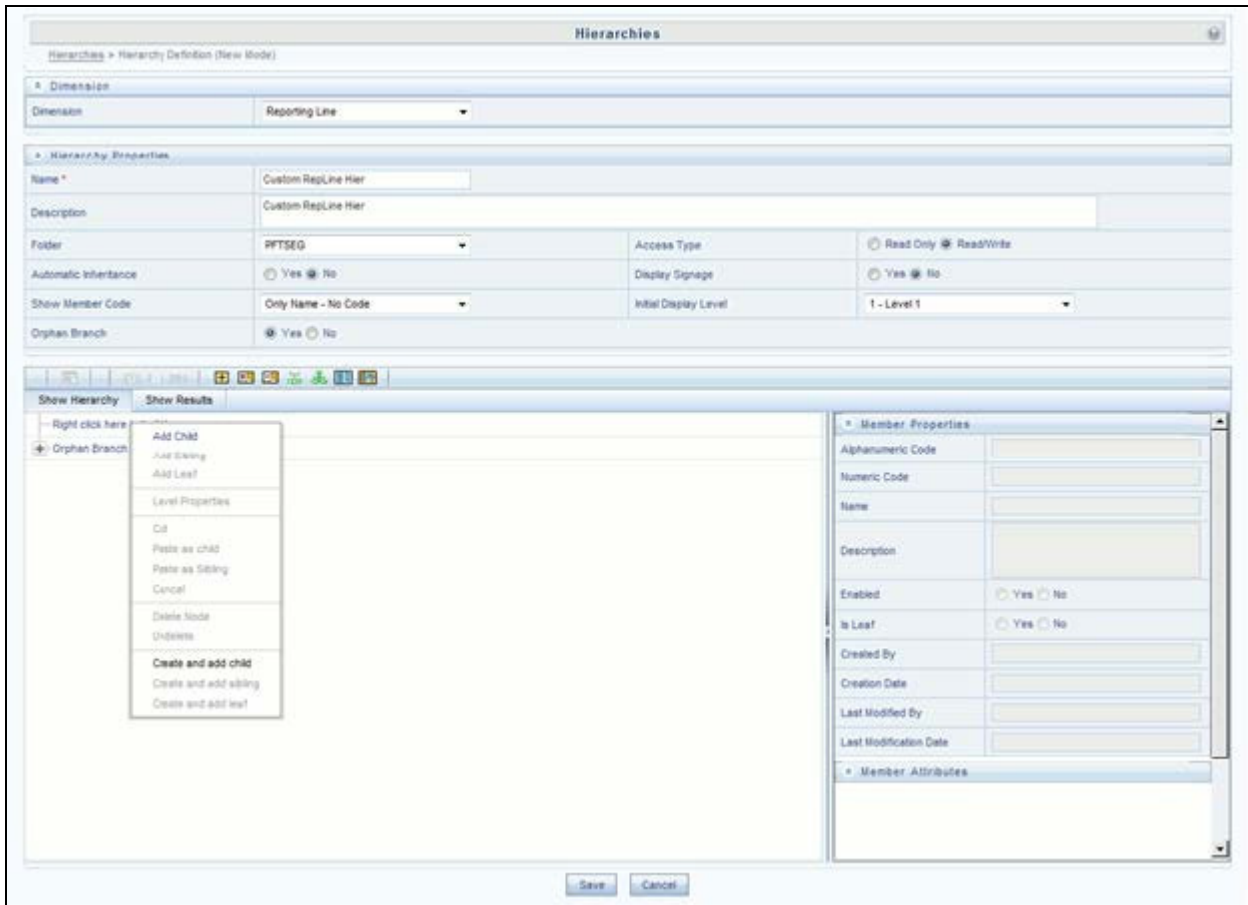 Hierarchies
Hierarchies > Hierarchy Definition (New Mode)
Dimension
Dimension Reporting Line
Hierarchy Properties
Name * Custom RepLine Hier
Description Custom RepLine Hier
Folder PFTSEG Access Type Read Only Read/Write
Automatic Inheritance Yes No Display Signage Yes No
Show Member Code Only Name - No Code Initial Display Level 1 - Level 1
Orphan Branch Yes No
Show Hierarchy Show Results
Right click here
Orphan Branch
Add Child
Add Sibling
Add Leaf
Level Properties
Cut
Paste as child
Paste as Sibling
Cancel
Delete Node
Undelete
Create and add child
Create and add sibling
Create and add leaf
Member Properties
Alphanumeric Code
Numeric Code
Name
Description
Enabled Yes No
Is Leaf Yes No
Created By
Creation Date
Last Modified By
Last Modification Date
Member Attributes
Save Cancel